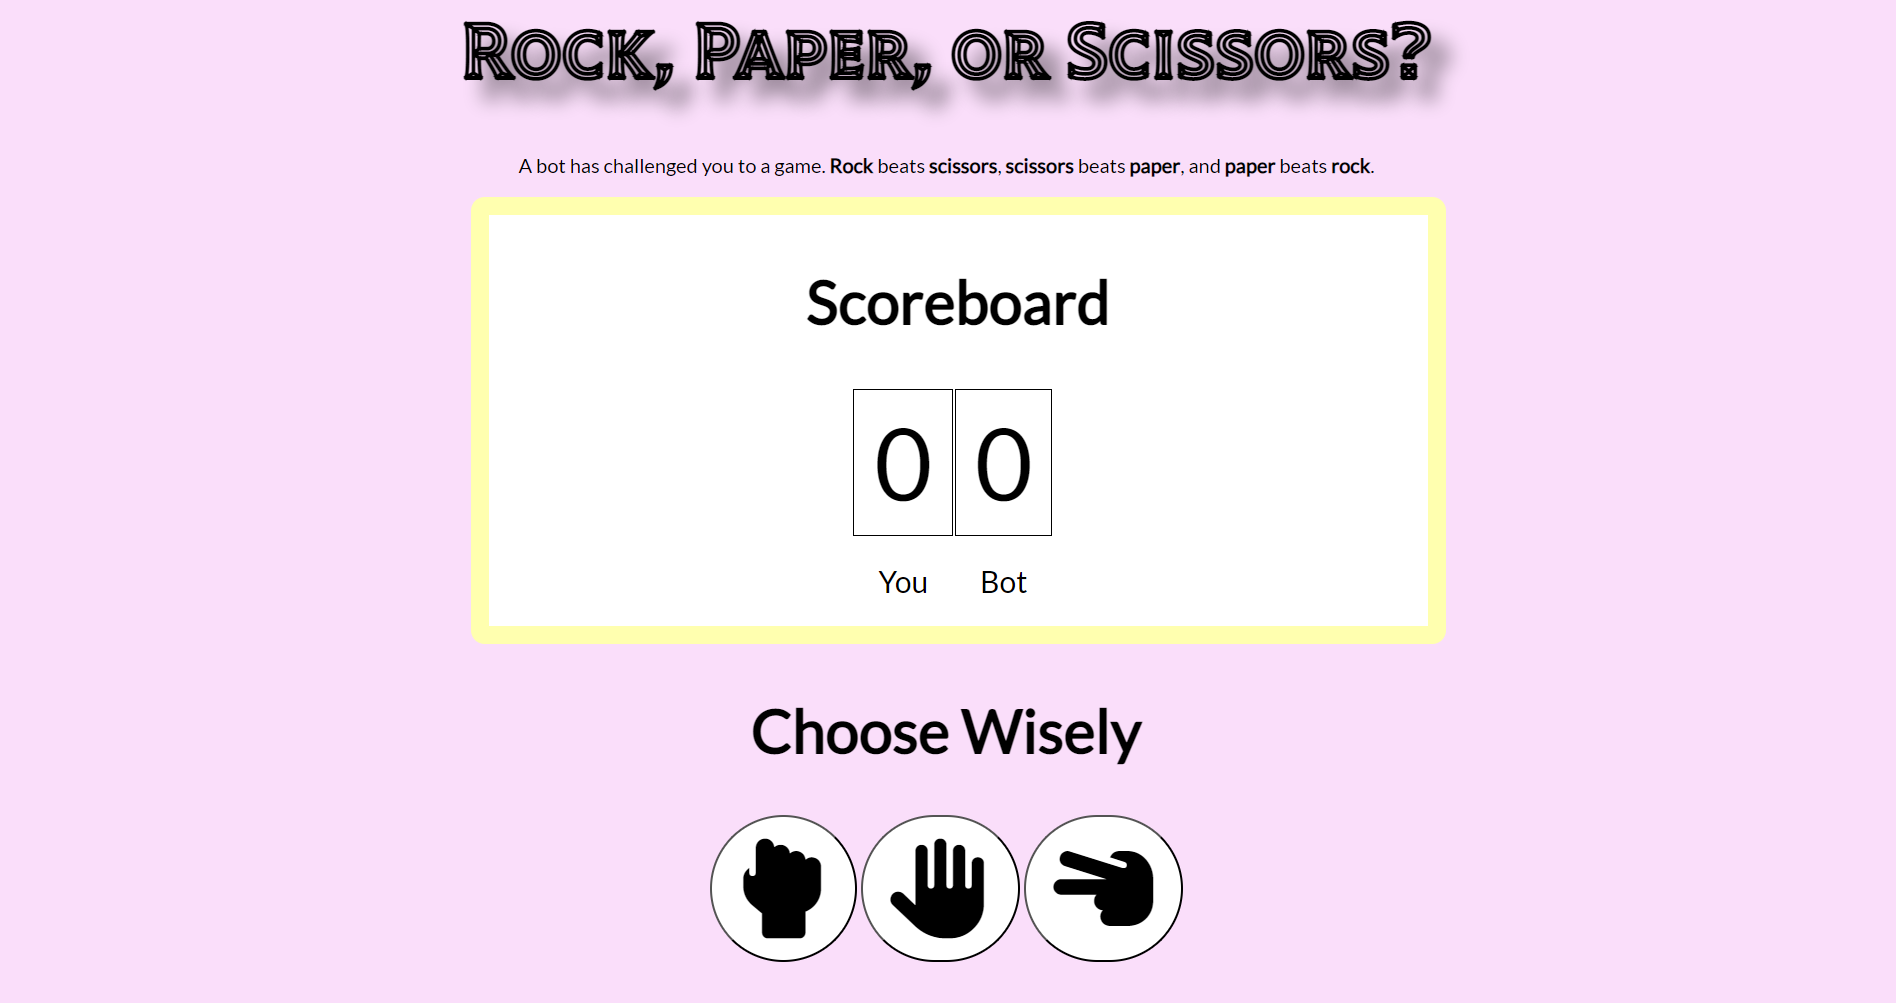 Rock, Paper, or Scissors?
A bot has challenged you to a game. Rock beats scissors, scissors beats paper, and paper beats rock.
Scoreboard
0 0
You Bot
Choose Wisely